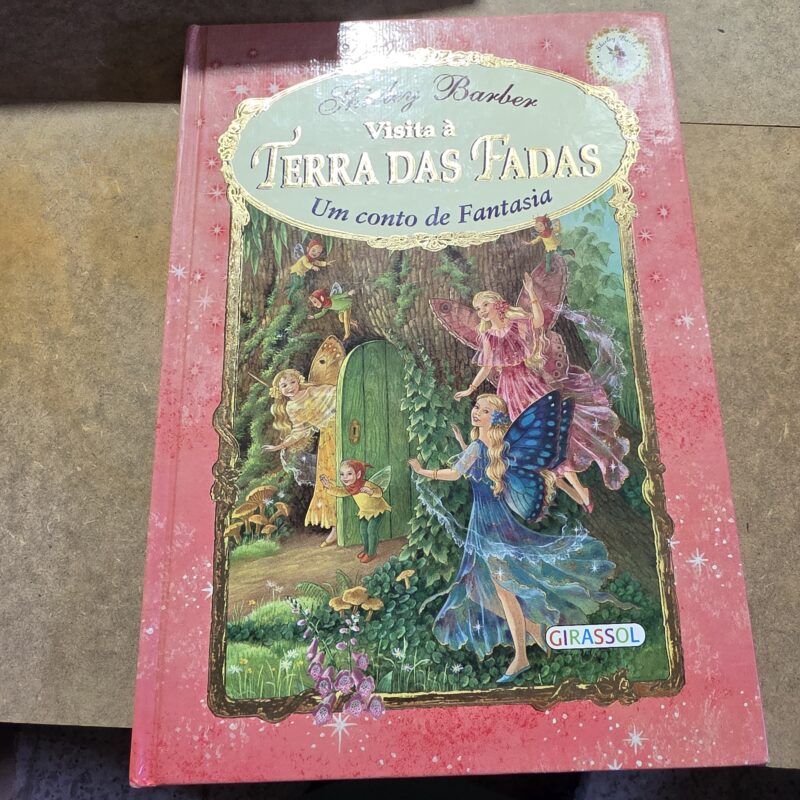 Shirley Barber
Visita à
TERRA DAS FADAS
Um conto de Fantasia
GIRASSOL